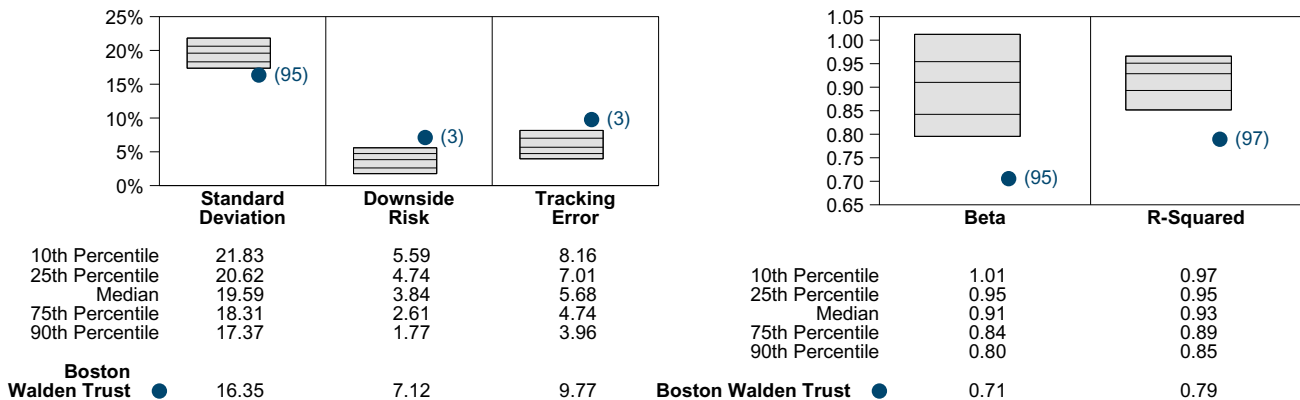 25%
20%
15%
10%
5%
0%
(95)
(3)
(3)
Standard Deviation
Downside Risk
Tracking Error
10th Percentile 21.83 5.59 8.16
25th Percentile 20.62 4.74 7.01
Median 19.59 3.84 5.68
75th Percentile 18.31 2.61 4.74
90th Percentile 17.37 1.77 3.96
Boston
Walden Trust 16.35 7.12 9.77
1.05
1.00
0.95
0.90
0.85
0.80
0.75
0.70
0.65
(95)
(97)
Beta R-Squared
10th Percentile 1.01 0.97
25th Percentile 0.95 0.95
Median 0.91 0.93
75th Percentile 0.84 0.89
90th Percentile 0.80 0.85
Boston Walden Trust 0.71 0.79